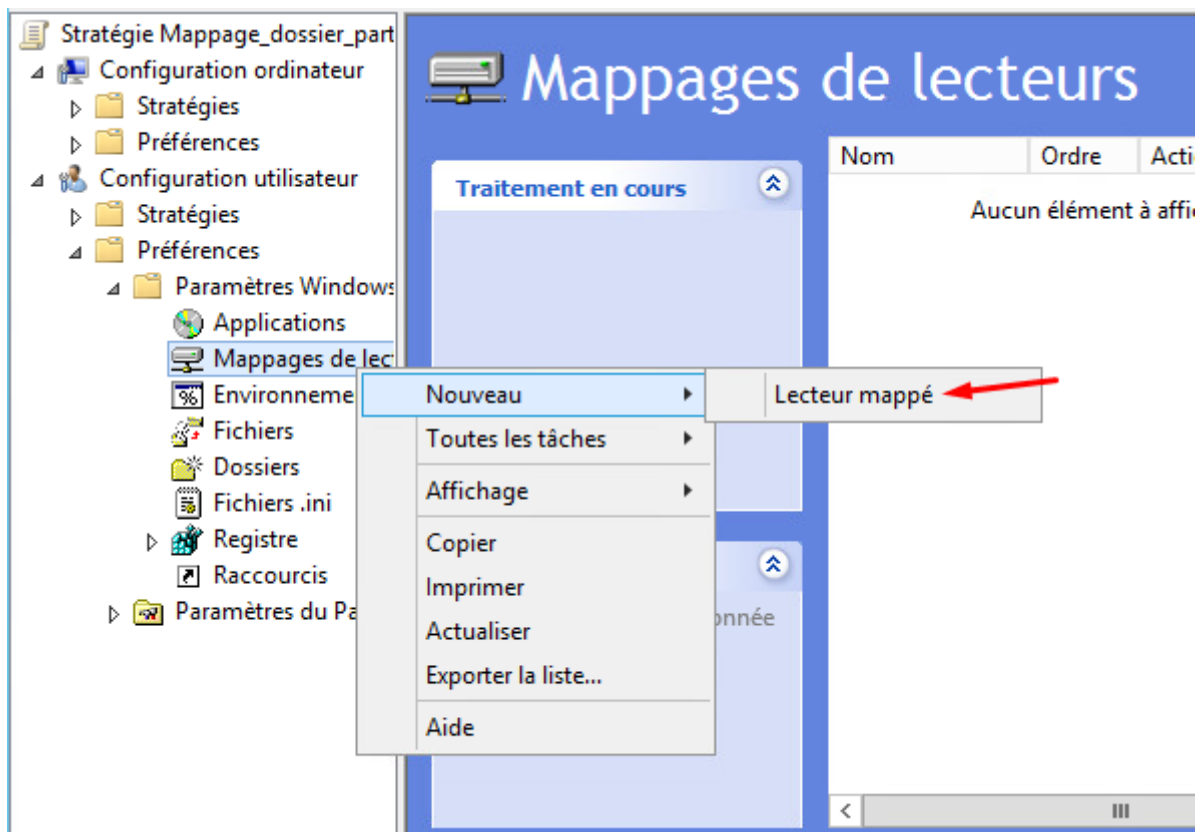 Stratégie Mappage_dossier_part
Configuration ordinateur
Stratégies
Préférences
Configuration utilisateur
Stratégies
Préférences
Paramètres Windows
Applications
Mappages de lec
Environneme
Fichiers
Dossiers
Fichiers .ini
Registre
Raccourcis
Paramètres du Pa
Mappages de lecteurs
Traitement en cours
Nom Ordre Acti
Aucun élément à affi
Nouveau
Lecteur mappé
Toutes les tâches
Affichage
Copier
Imprimer
Actualiser
Exporter la liste...
Aide
onnée